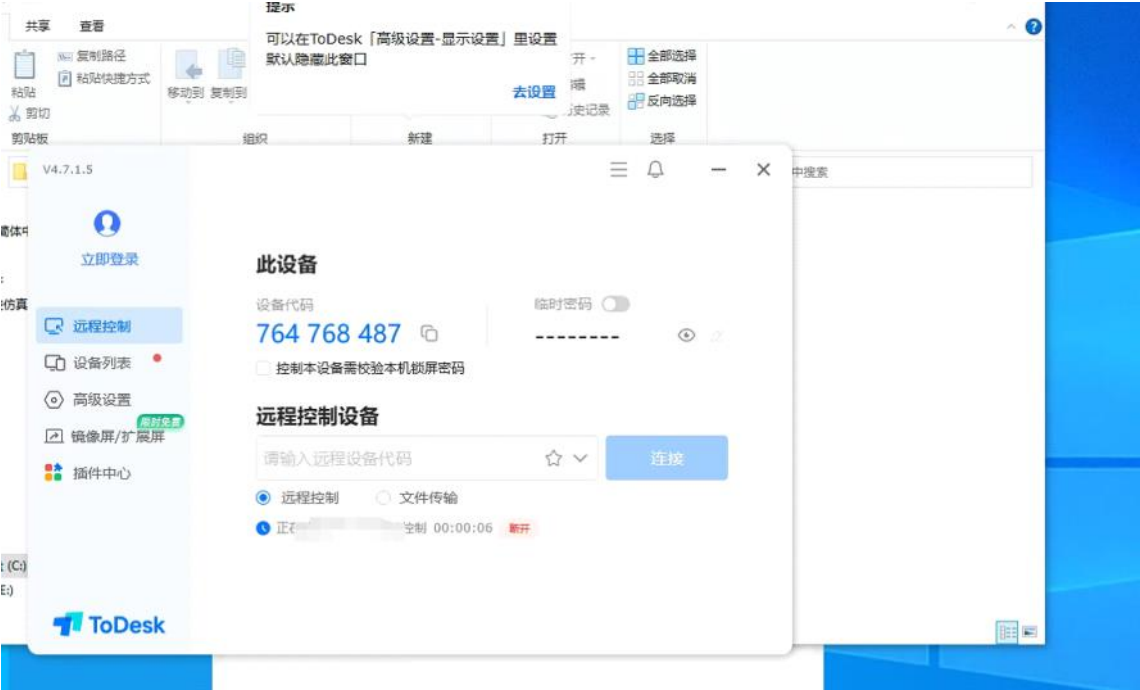 提示
共享 查看
可以在ToDesk「高级设置-显示设置」里设置
默认隐藏此窗口
去设置
复制路径
粘贴快捷方式
粘贴
剪切
移动到 复制到
全部选择
全部取消
反向选择
历史记录
剪贴板 组织 新建 打开 选择
V4.7.1.5
中搜索
立即登录
此设备
设备代码 临时密码
764 768 487 --------
控制本设备需校验本机锁屏密码
远程控制
设备列表
高级设置
限时免费
镜像屏/扩展屏
插件中心
远程控制设备
请输入远程设备代码 连接
远程控制 文件传输
正在 控制 00:00:06 断开
(C:)
E:)
ToDesk